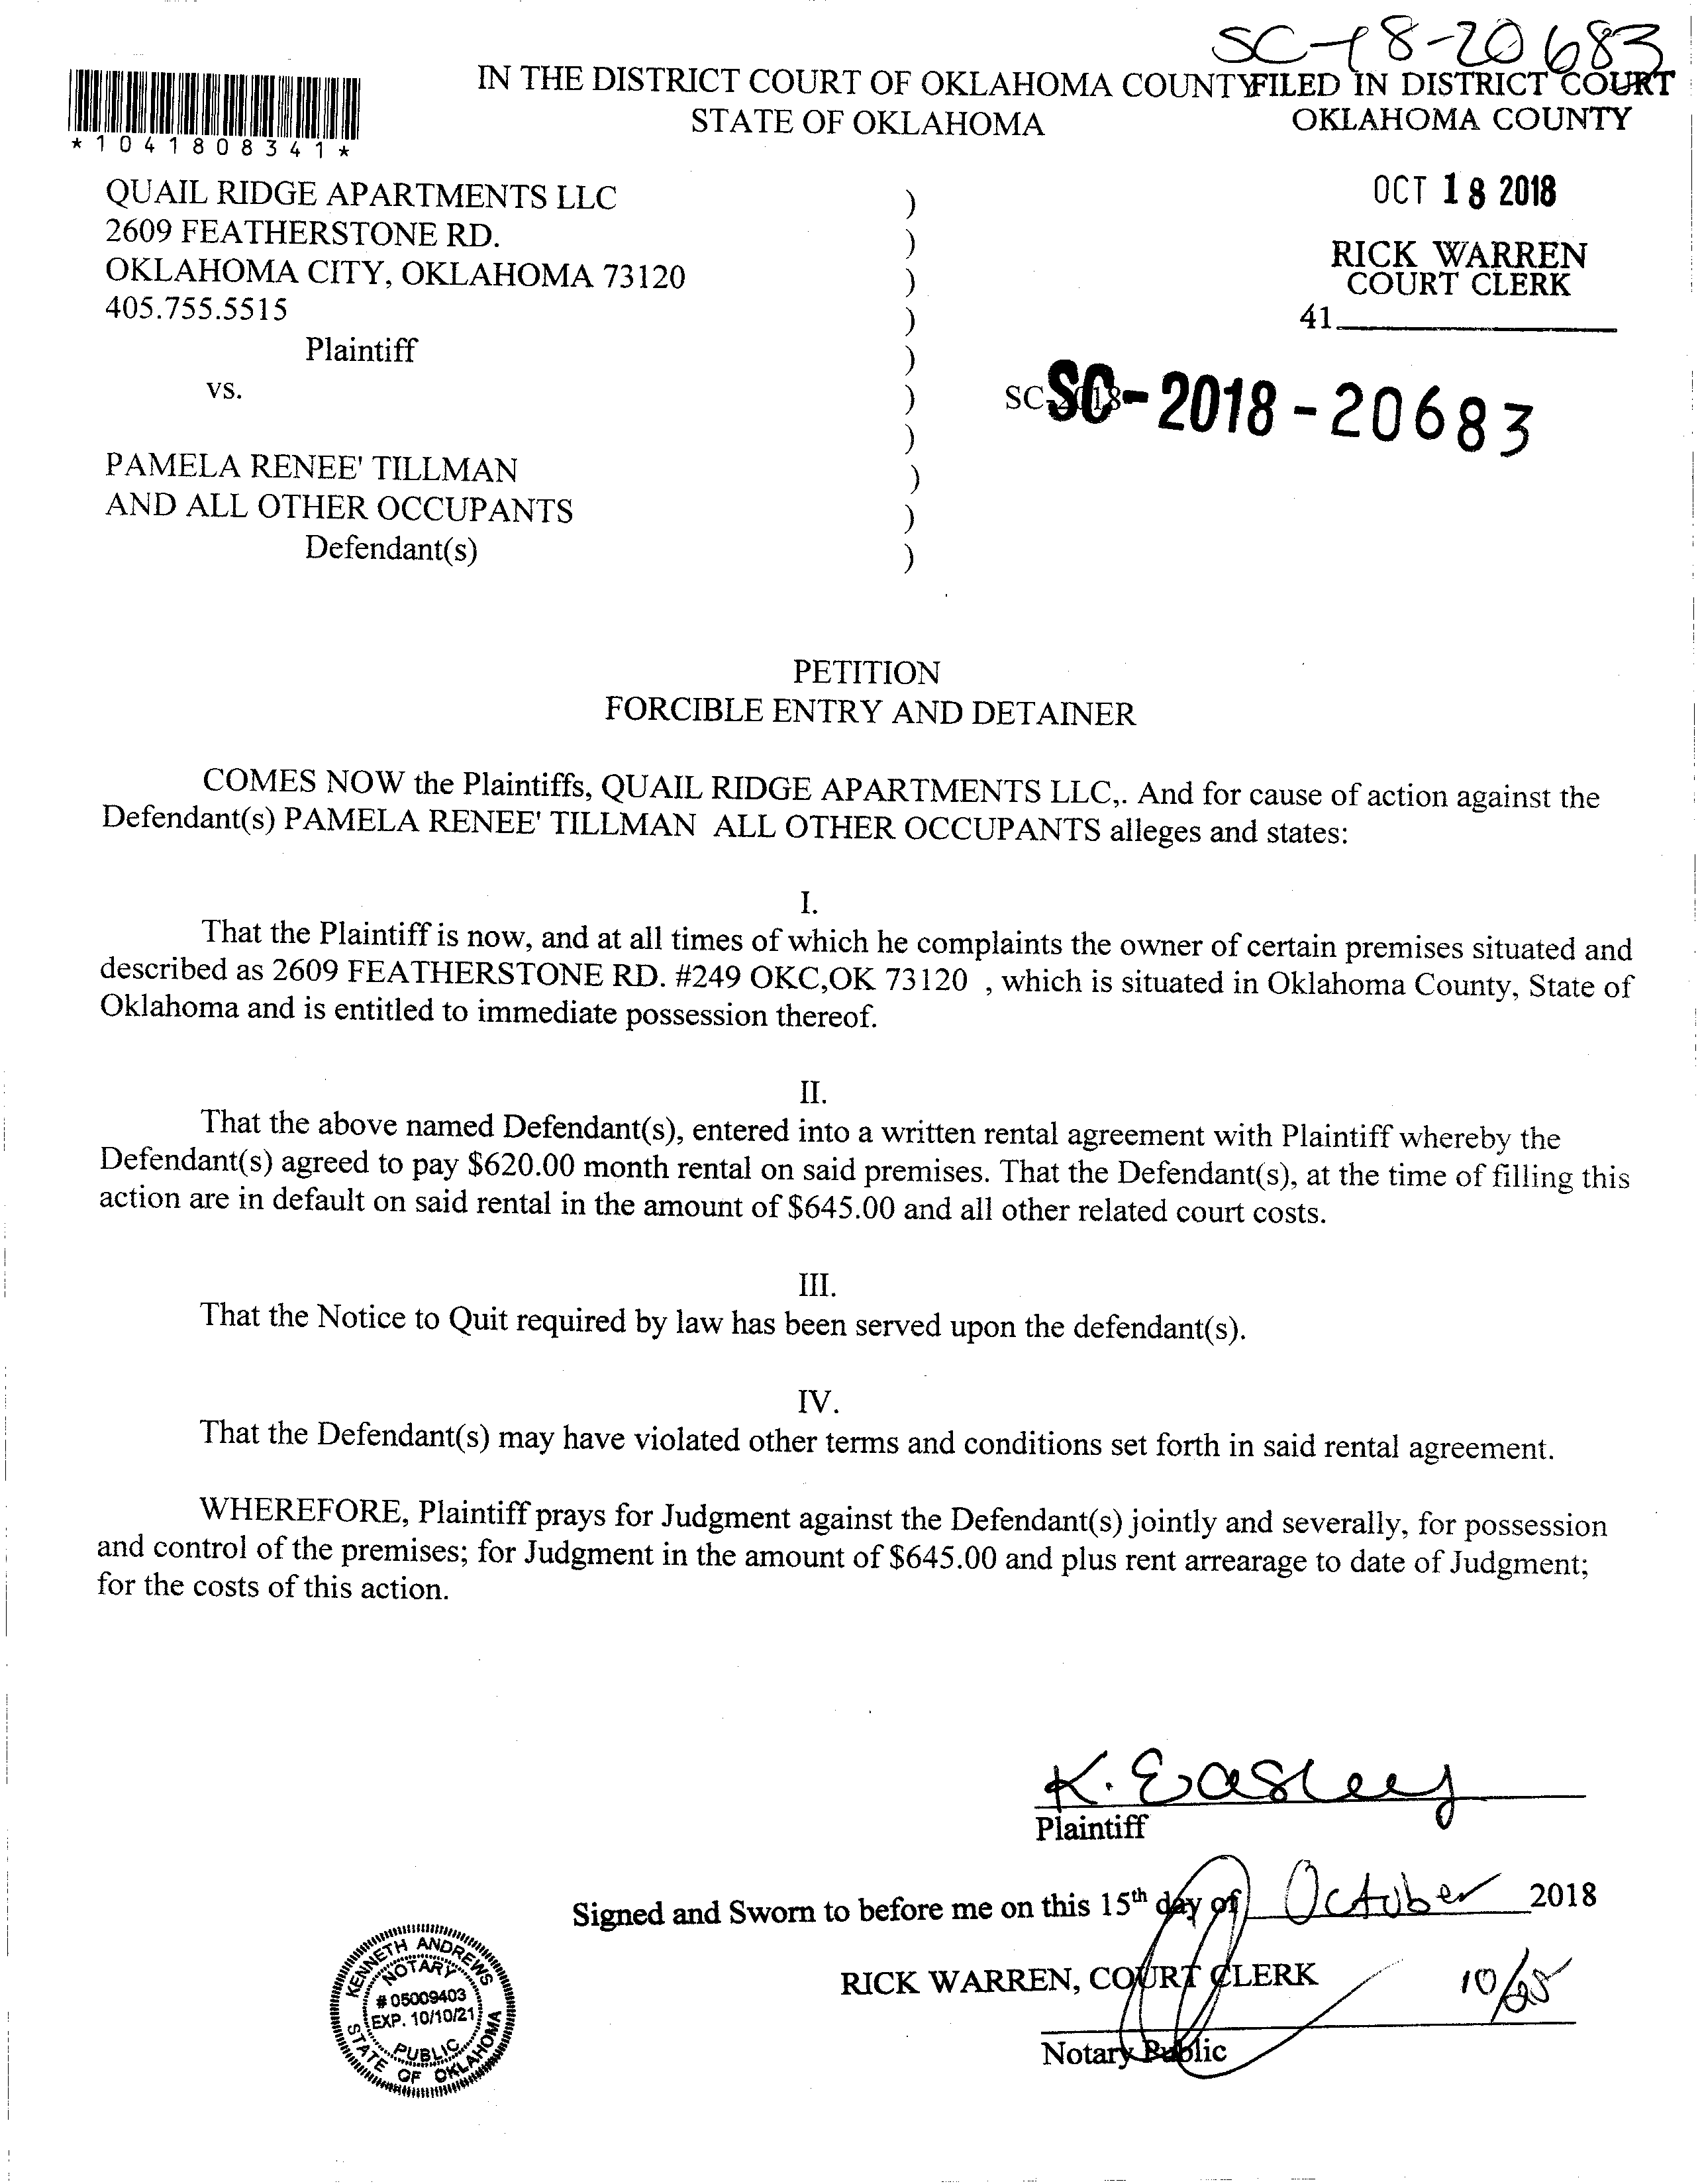 SC-18-20683
IN THE DISTRICT COURT OF OKLAHOMA COUNTY
STATE OF OKLAHOMA
FILED IN DISTRICT COURT
OKLAHOMA COUNTY
*1041808341*
OCT 18 2018
RICK WARREN
COURT CLERK
41
QUAIL RIDGE APARTMENTS LLC )
2609 FEATHERSTONE RD. )
OKLAHOMA CITY, OKLAHOMA 73120 )
405.755.5515 )
Plaintiff )
vs. )
SC-2018-
SC-2018-20683
)
PAMELA RENEE' TILLMAN )
AND ALL OTHER OCCUPANTS )
Defendant(s) )
PETITION
FORCIBLE ENTRY AND DETAINER
COMES NOW the Plaintiffs, QUAIL RIDGE APARTMENTS LLC,. And for cause of action against the
Defendant(s) PAMELA RENEE' TILLMAN ALL OTHER OCCUPANTS alleges and states:
I.
That the Plaintiff is now, and at all times of which he complaints the owner of certain premises situated and
described as 2609 FEATHERSTONE RD. #249 OKC,OK 73120 , which is situated in Oklahoma County, State of
Oklahoma and is entitled to immediate possession thereof.
II.
That the above named Defendant(s), entered into a written rental agreement with Plaintiff whereby the
Defendant(s) agreed to pay $620.00 month rental on said premises. That the Defendant(s), at the time of filling this
action are in default on said rental in the amount of $645.00 and all other related court costs.
III.
That the Notice to Quit required by law has been served upon the defendant(s).
IV.
That the Defendant(s) may have violated other terms and conditions set forth in said rental agreement.
WHEREFORE, Plaintiff prays for Judgment against the Defendant(s) jointly and severally, for possession
and control of the premises; for Judgment in the amount of $645.00 and plus rent arrearage to date of Judgment;
for the costs of this action.
K. Easley
Plaintiff
Signed and Sworn to before me on this 15th day of October 2018
RICK WARREN, COURT CLERK
10/25
Notary Public
KENNETH ANDREWS
NOTARY
# 05009403
EXP. 10/10/21
PUBLIC
STATE OF OKLAHOMA